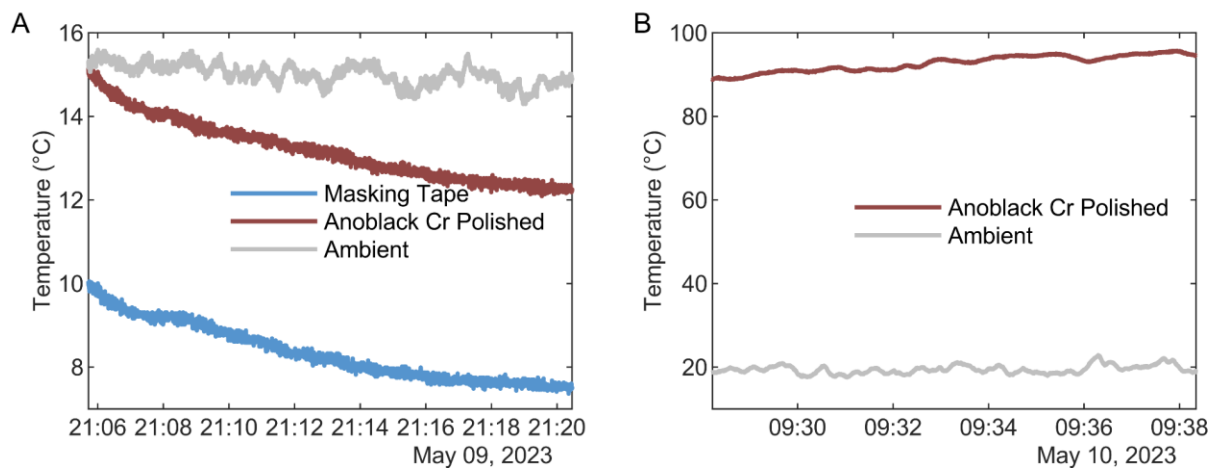 A
Temperature (°C)
16
14
12
10
8
Masking Tape
Anoblack Cr Polished
Ambient
21:06 21:08 21:10 21:12 21:14 21:16 21:18 21:20
May 09, 2023
B
Temperature (°C)
100
80
60
40
20
Anoblack Cr Polished
Ambient
09:30 09:32 09:34 09:36 09:38
May 10, 2023